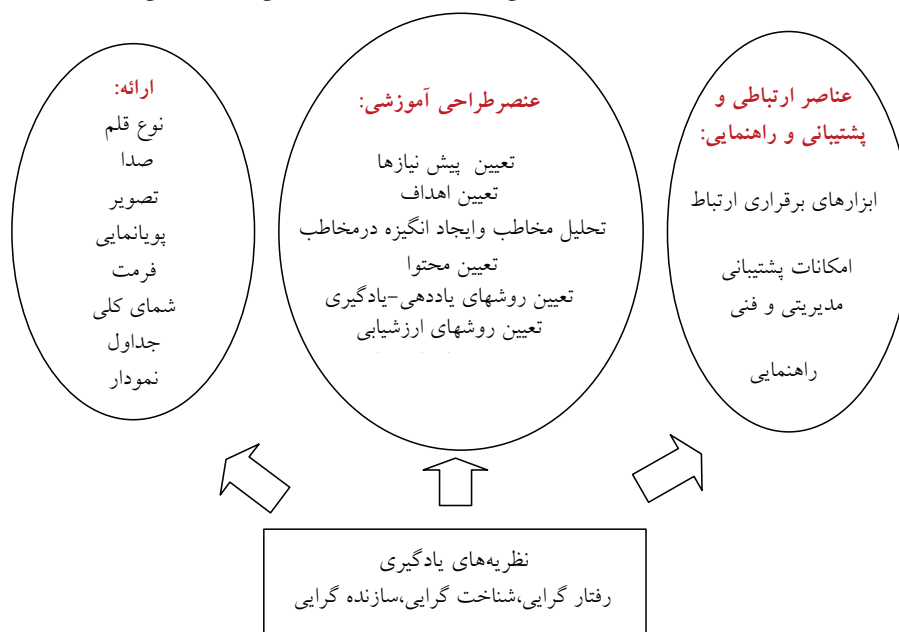 عناصر ارتباطی و
پشتیبانی و راهنمایی:
ابزارهای برقراری ارتباط
امکانات پشتیبانی
مدیریتی و فنی
راهنمایی
عنصرطراحی آموزشی:
تعیین پیش نیازها
تعیین اهداف
تحلیل مخاطب وایجاد انگیزه درمخاطب
تعیین محتوا
تعیین روشهای یاددهی-یادگیری
تعیین روشهای ارزشیابی
ارائه:
نوع قلم
صدا
تصویر
پویانمایی
فرمت
شمای کلی
جداول
نمودار
نظریه‌های یادگیری
رفتار گرایی،شناخت گرایی،سازنده گرایی